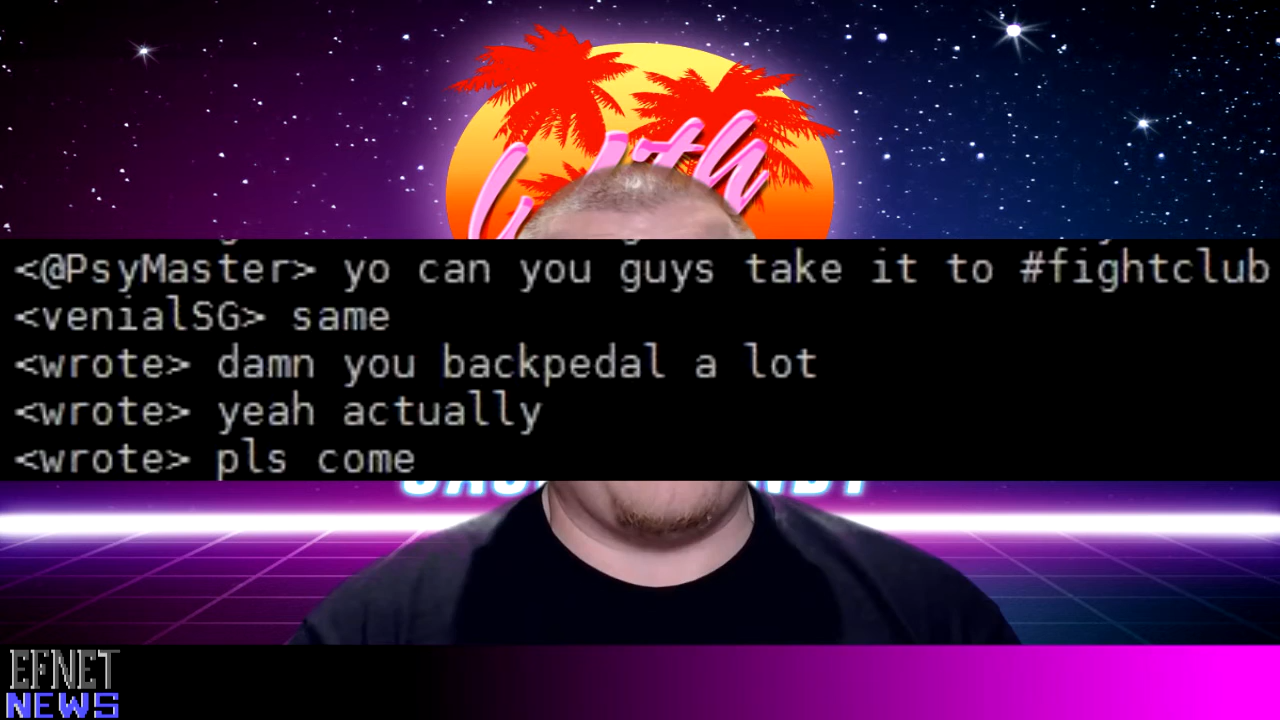 With
<@PsyMaster> yo can you guys take it to #fightclub
<venialSG> same
<wrote> damn you backpedal a lot
<wrote> yeah actually
<wrote> pls come
EFNET
NEWS